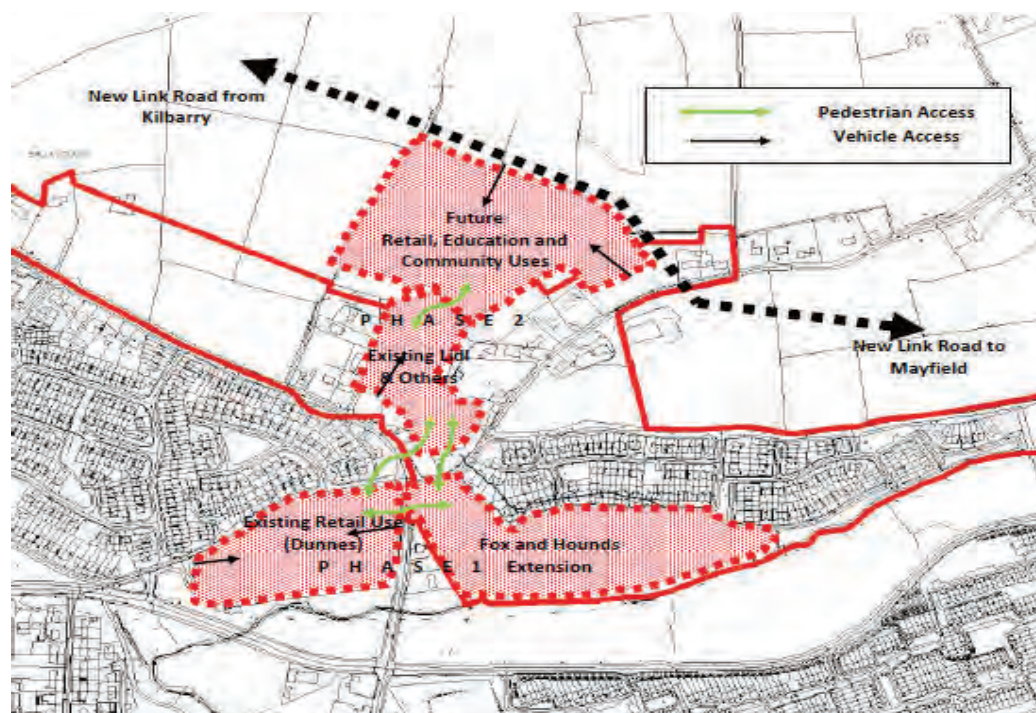 New Link Road from
Kilbarry
Pedestrian Access
Vehicle Access
Future
Retail, Education and
Community Uses
P H A S E 2
Existing Lidl
& Others
New Link Road to
Mayfield
Existing Retail Use
(Dunnes)
P H A S E 1
Fox and Hounds
Extension